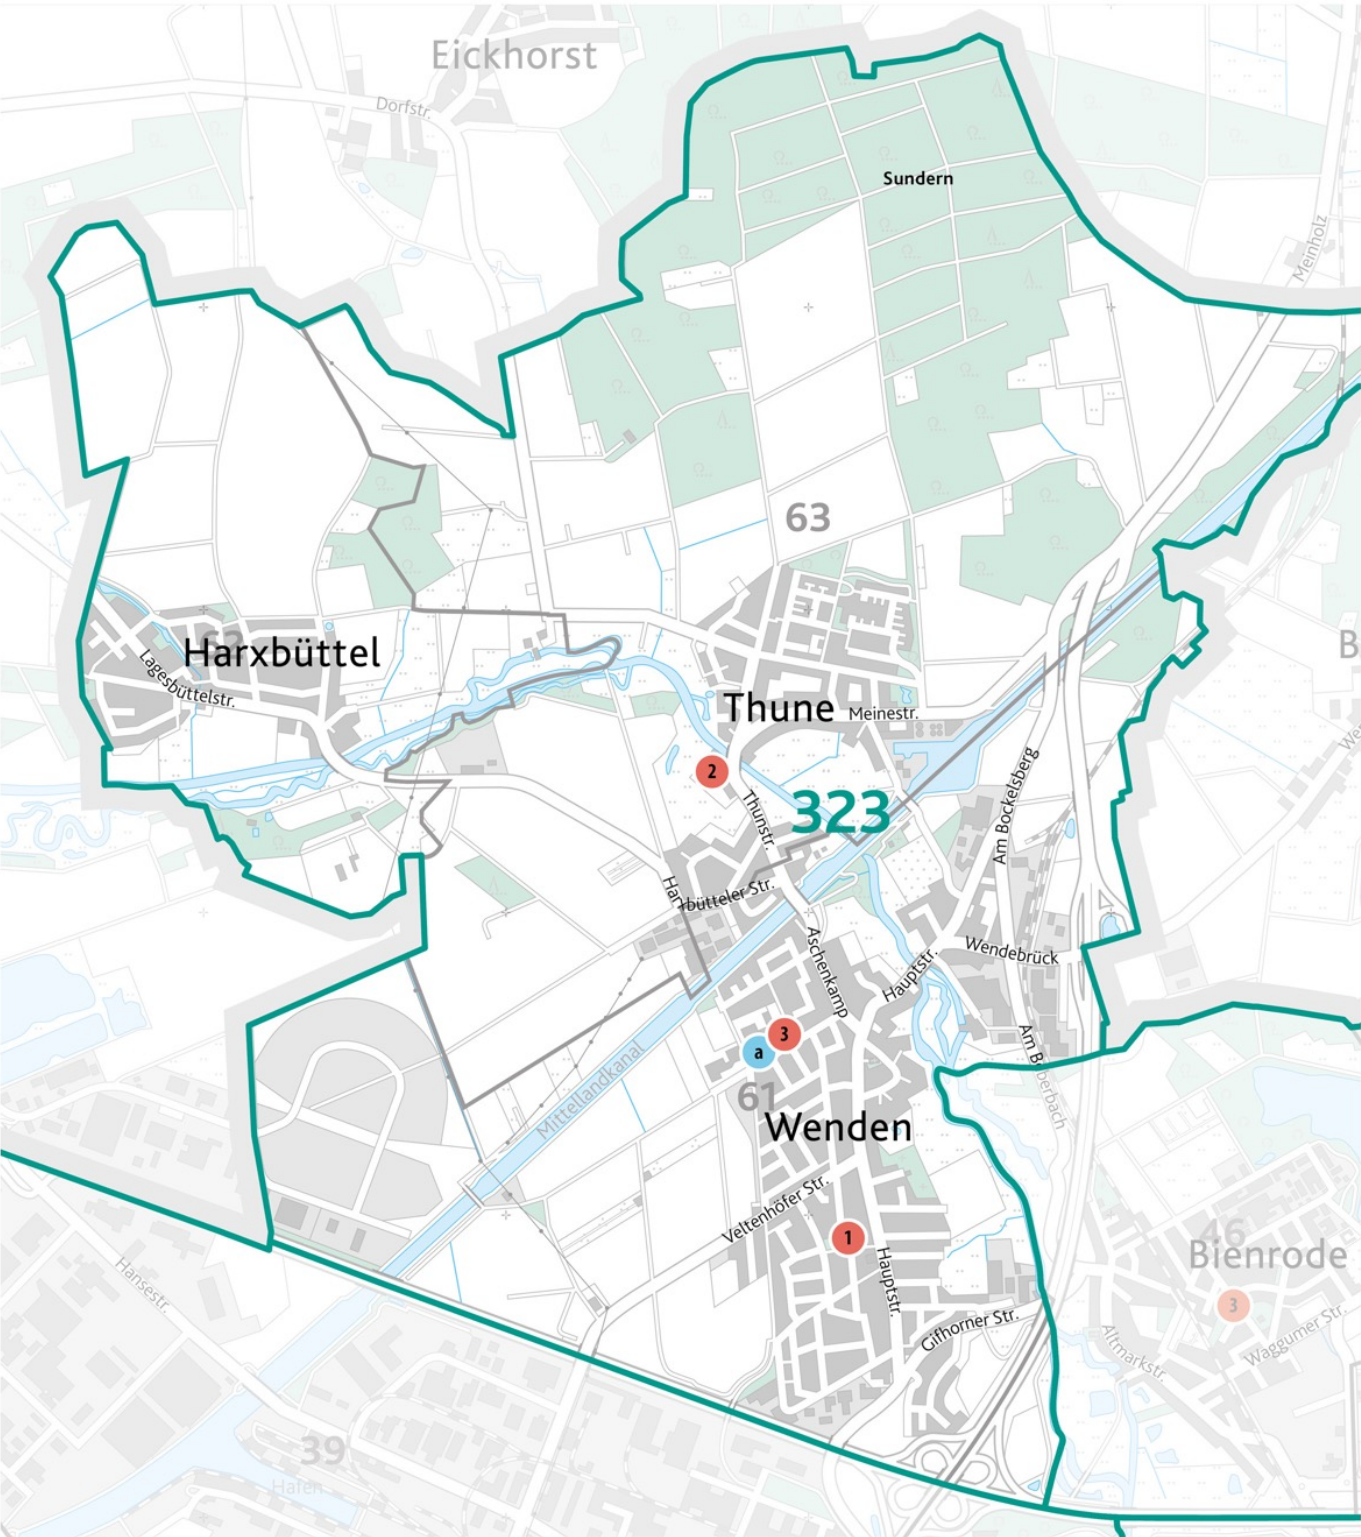 Eickhorst
Dorfstr.
Sundern
Meinholz
63
62
Harxbüttel
Lagesbüttelstr.
Thune
Meinestr.
2
323
Thunstr.
Am Bockelsberg
Harxbütteler Str.
Aschenkamp
Hauptstr.
Wendebrück
3
a
61
Mittellandkanal
Wenden
Am Beberbach
Veltenhöfer Str.
1
Hauptstr.
46
Bienrode
3
Hansestr.
Gifhorner Str.
Altmarkstr.
Waggumer Str.
39
Hafen
B